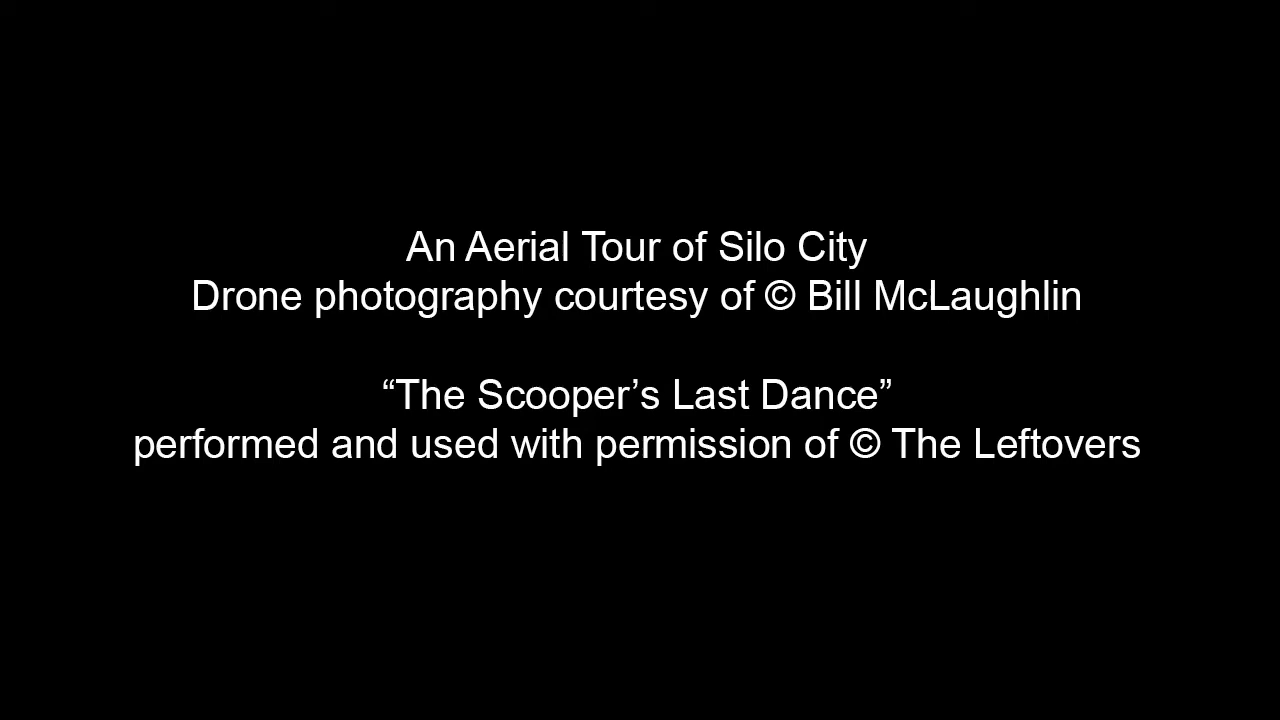 An Aerial Tour of Silo City
Drone photography courtesy of © Bill McLaughlin
“The Scooper’s Last Dance”
performed and used with permission of © The Leftovers